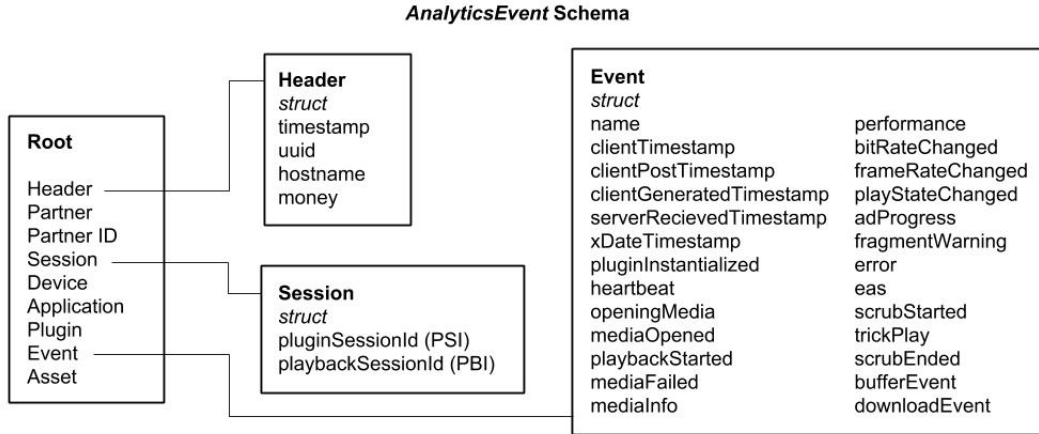 AnalyticsEvent Schema
Root
Header
Partner
Partner ID
Session
Device
Application
Plugin
Event
Asset
Header
struct
timestamp
uuid
hostname
money
Session
struct
pluginSessionId (PSI)
playbackSessionId (PBI)
Event
struct
name
clientTimestamp
clientPostTimestamp
clientGeneratedTimestamp
serverRecievedTimestamp
xDateTimestamp
pluginInstantialized
heartbeat
openingMedia
mediaOpened
playbackStarted
mediaFailed
mediaInfo
performance
bitRateChanged
frameRateChanged
playStateChanged
adProgress
fragmentWarning
error
eas
scrubStarted
trickPlay
scrubEnded
bufferEvent
downloadEvent